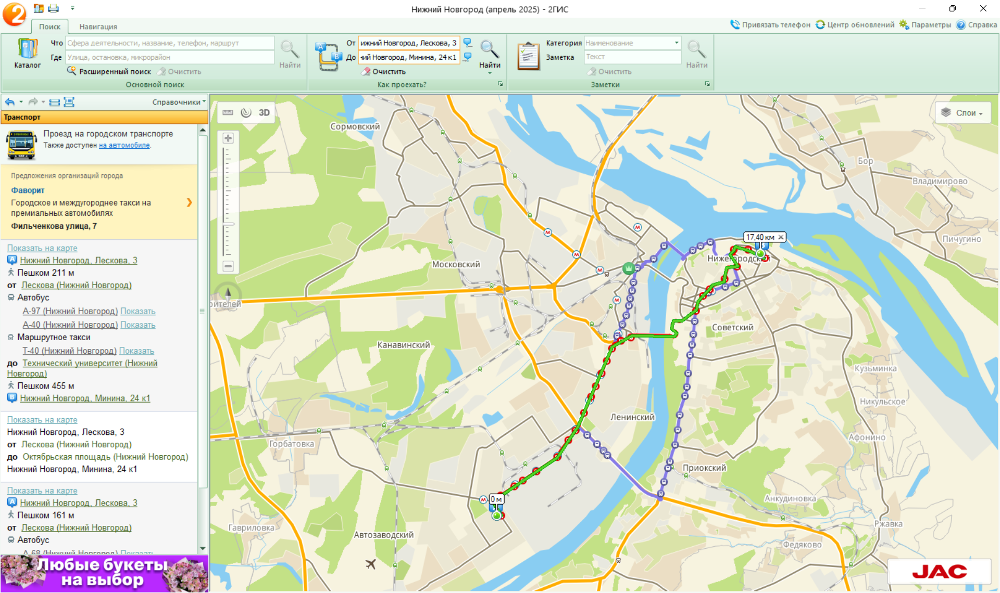 Нижний Новгород (апрель 2025) - 2ГИС
Поиск
Навигация
Привязать телефон
Центр обновлений
Параметры
Справка
Каталог
Что
Сфера деятельности, название, телефон, маршрут
Где
Улица, остановка, микрорайон
Расширенный поиск
Очистить
Найти
Основной поиск
От
ижний Новгород, Лескова, 3
До
ий Новгород, Минина, 24 к1
Очистить
Найти
Как проехать?
Категория
Наименование
Заметка
Текст
Очистить
Найти
Заметки
Справочники
Транспорт
Проезд на городском транспорте
Также доступен на автомобиле.
Предложения организаций города
Фаворит
Городское и междугороднее такси на
премиальных автомобилях
Фильченкова улица, 7
Показать на карте
A Нижний Новгород, Лескова, 3
Пешком 211 м
от Лескова (Нижний Новгород)
Автобус
А-97 (Нижний Новгород) Показать
А-40 (Нижний Новгород) Показать
Маршрутное такси
Т-40 (Нижний Новгород) Показать
до Технический университет (Нижний
Новгород)
Пешком 455 м
B Нижний Новгород, Минина, 24 к1
Показать на карте
Нижний Новгород, Лескова, 3
от Лескова (Нижний Новгород)
до Октябрьская площадь (Нижний Новгород)
Нижний Новгород, Минина, 24 к1
Показать на карте
A Нижний Новгород, Лескова, 3
Пешком 161 м
от Лескова (Нижний Новгород)
Автобус
А-68 (Нижний Новгород) Показать
Любые букеты
на выбор
3D
Слои
Сормовский
Бор
Владимирово
Пичугино
17,40 км
Нижегородский
Московский
оителей
Советский
Канавинский
Кузьминка
Никульское
Ленинский
Афонино
Горбатовка
Приокский
Анкудиновка
0 м
Гавриловка
Автозаводский
Ржавка
Федяково
JAC